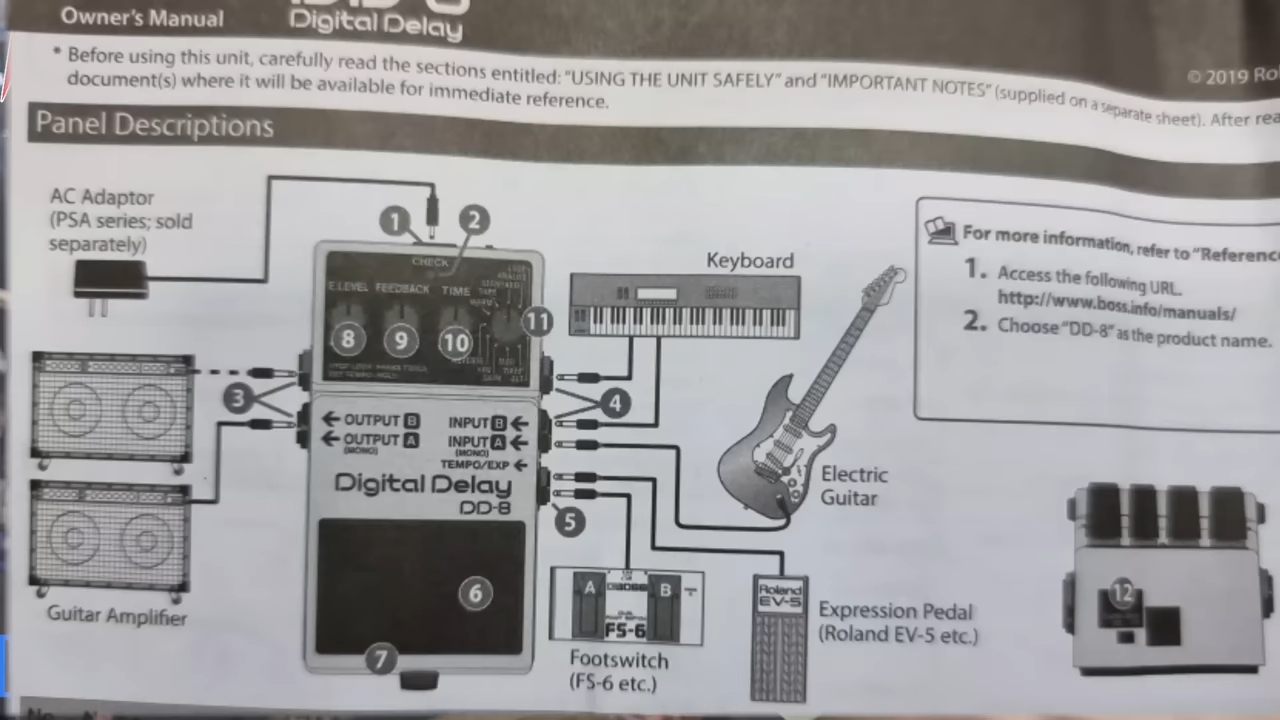 Owner's Manual
Digital Delay
© 2019 Rol
* Before using this unit, carefully read the sections entitled: "USING THE UNIT SAFELY" and "IMPORTANT NOTES" (supplied on a separate sheet). After rea
document(s) where it will be available for immediate reference.
Panel Descriptions
AC Adaptor
(PSA series; sold
separately)
1
2
CHECK
E.LEVEL FEEDBACK TIME
8
9
10
11
3
4
← OUTPUT B
← OUTPUT A
(MONO)
INPUT B ←
INPUT A ←
(MONO)
TEMPO/EXP ←
Digital Delay
DD-8
5
6
7
Guitar Amplifier
Keyboard
Electric
Guitar
A
B
FS-6
Footswitch
(FS-6 etc.)
Roland
EV-5
Expression Pedal
(Roland EV-5 etc.)
For more information, refer to "Referenc
1. Access the following URL.
http://www.boss.info/manuals/
2. Choose "DD-8" as the product name.
12